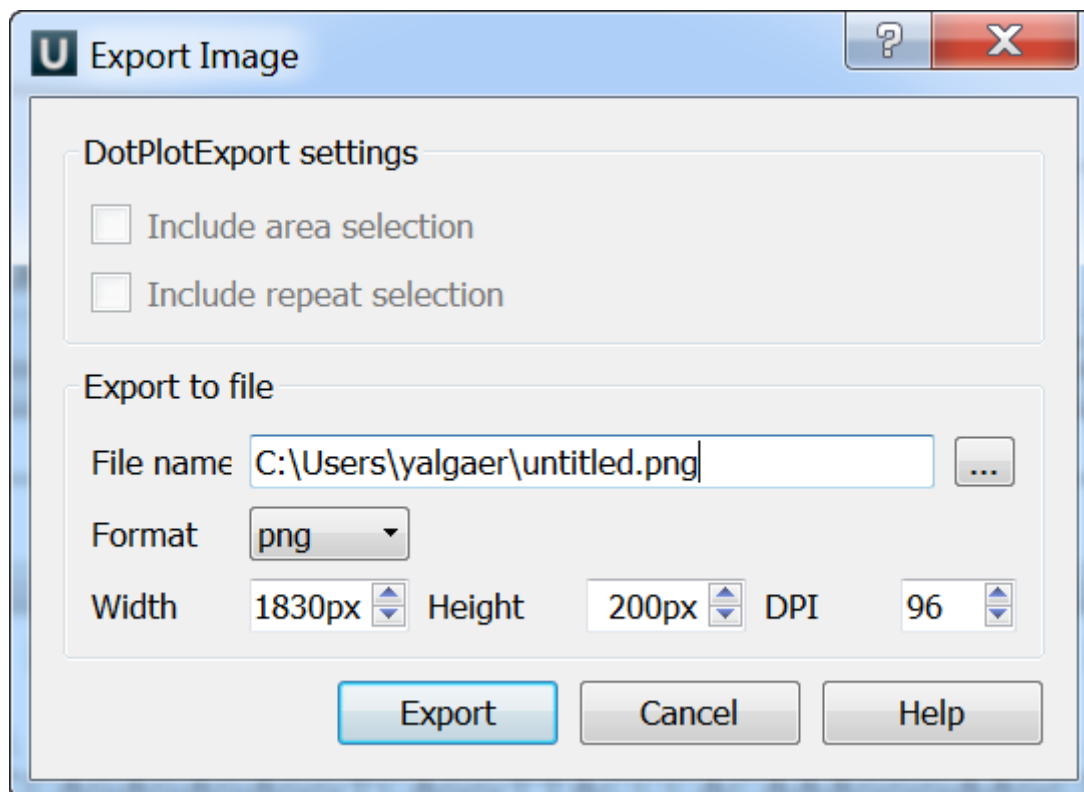 U Export Image
DotPlotExport settings
Include area selection
Include repeat selection
Export to file
File name C:\Users\yalgaer\untitled.png ...
Format png
Width 1830px Height 200px DPI 96
Export Cancel Help